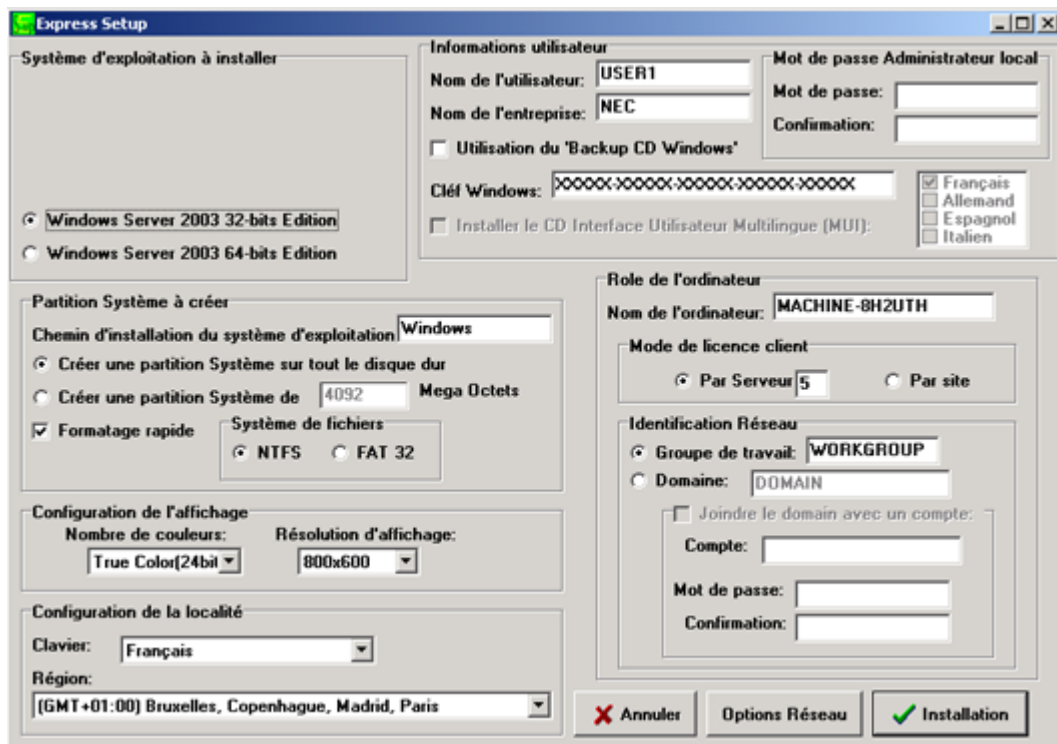 Express Setup
Système d'exploitation à installer
Windows Server 2003 32-bits Edition
Windows Server 2003 64-bits Edition
Informations utilisateur
Nom de l'utilisateur: USER1
Nom de l'entreprise: NEC
Utilisation du 'Backup CD Windows'
Mot de passe Administrateur local
Mot de passe:
Confirmation:
Cléf Windows: XXXXX-XXXXX-XXXXX-XXXXX-XXXXX
Installer le CD Interface Utilisateur Multilingue (MUI):
Français
Allemand
Espagnol
Italien
Partition Système à créer
Chemin d'installation du système d'exploitation Windows
Créer une partition Système sur tout le disque dur
Créer une partition Système de 4092 Mega Octets
Formatage rapide
Système de fichiers
NTFS FAT 32
Configuration de l'affichage
Nombre de couleurs: Résolution d'affichage:
True Color(24bit 800x600
Configuration de la localité
Clavier: Français
Région:
(GMT+01:00) Bruxelles, Copenhague, Madrid, Paris
Role de l'ordinateur
Nom de l'ordinateur: MACHINE-8H2UTH
Mode de licence client
Par Serveur 5 Par site
Identification Réseau
Groupe de travail: WORKGROUP
Domaine: DOMAIN
Joindre le domain avec un compte:
Compte:
Mot de passe:
Confirmation:
Annuler Options Réseau Installation